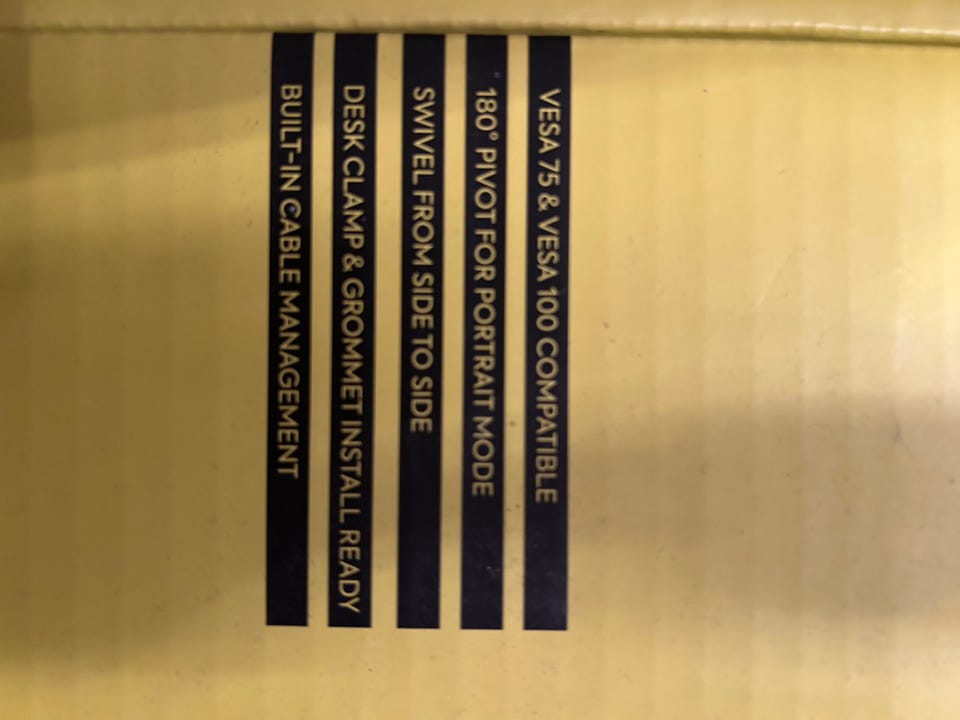 VESA 75 & VESA 100 COMPATIBLE
180° PIVOT FOR PORTRAIT MODE
SWIVEL FROM SIDE TO SIDE
DESK CLAMP & GROMMET INSTALL READY
BUILT-IN CABLE MANAGEMENT